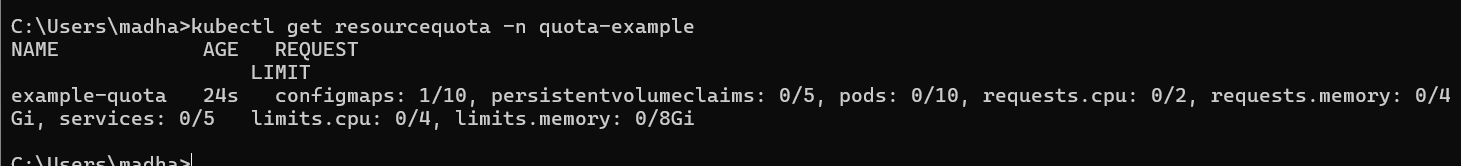 C:\Users\madha>kubectl get resourcequota -n quota-example
NAME            AGE   REQUEST
                    LIMIT
example-quota   24s   configmaps: 1/10, persistentvolumeclaims: 0/5, pods: 0/10, requests.cpu: 0/2, requests.memory: 0/4
Gi, services: 0/5   limits.cpu: 0/4, limits.memory: 0/8Gi
C:\Users\madha>